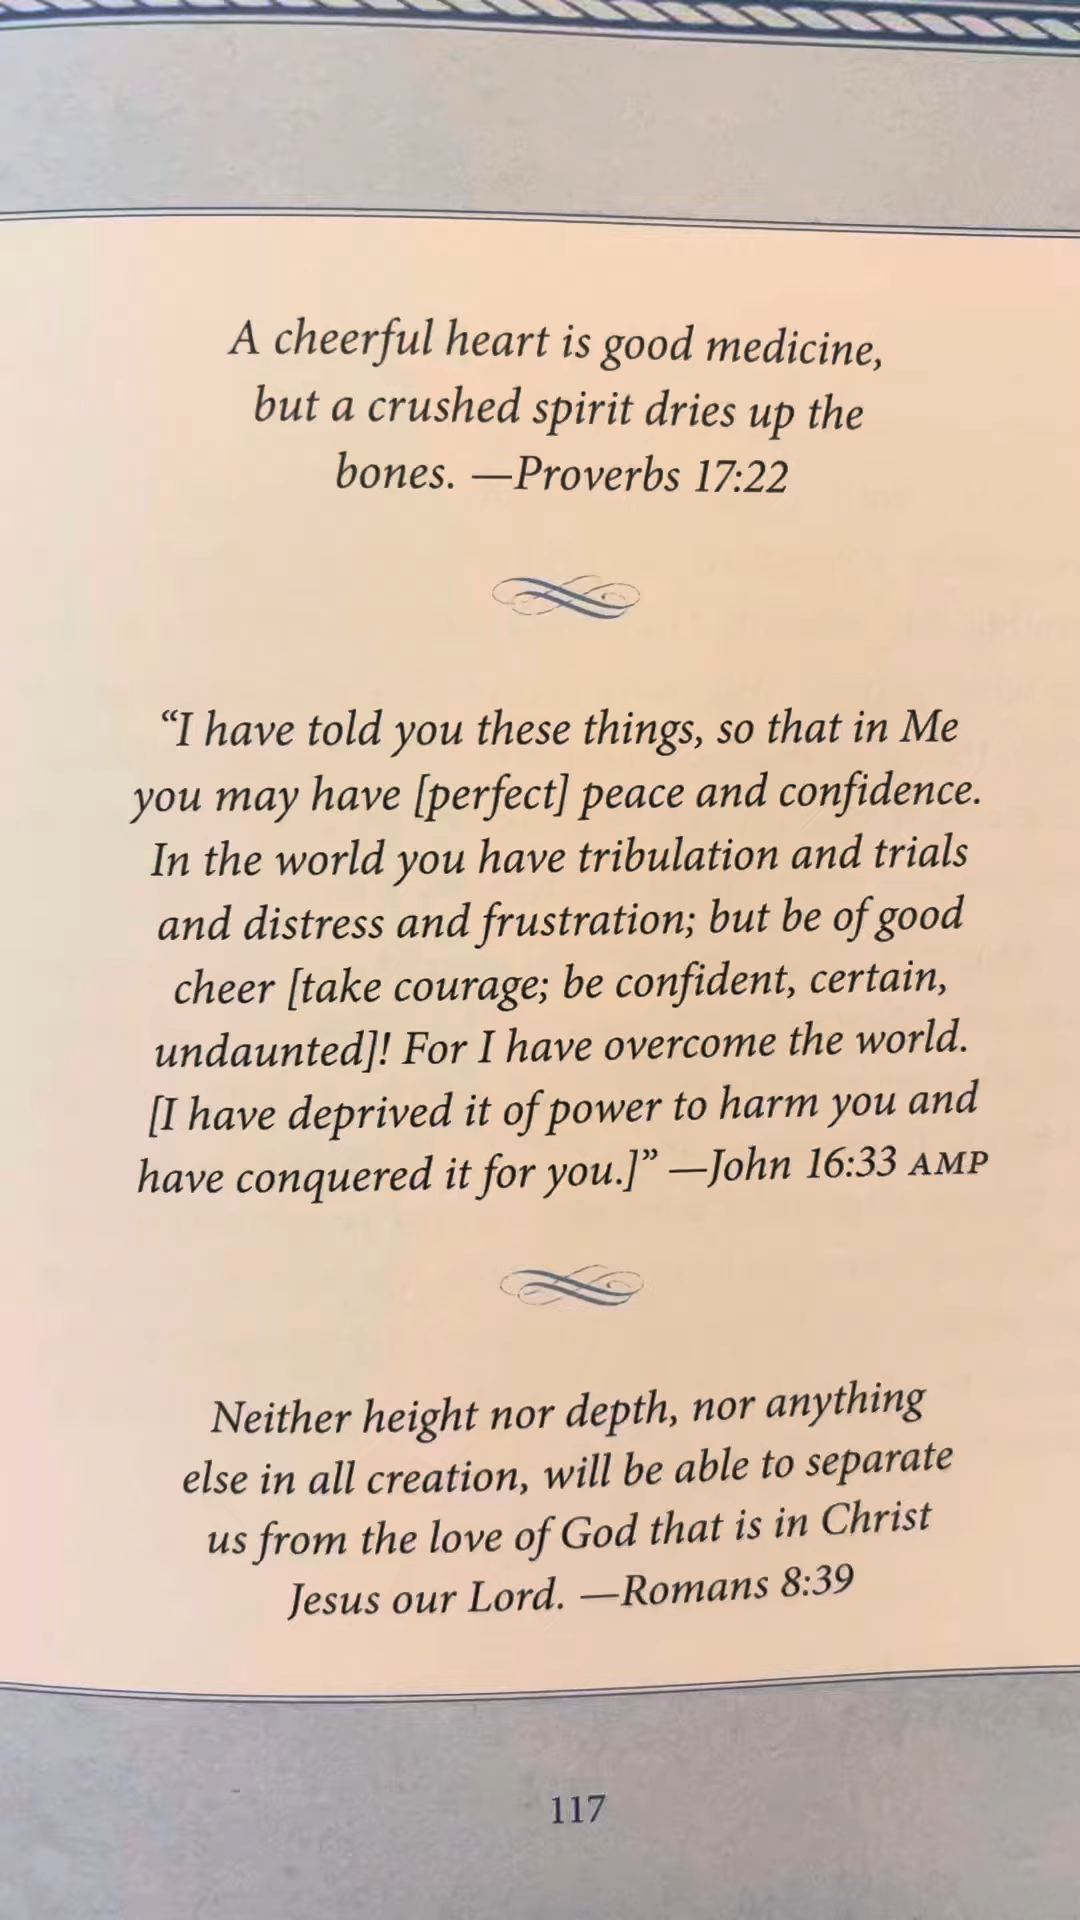 A cheerful heart is good medicine,
but a crushed spirit dries up the
bones. —Proverbs 17:22
“I have told you these things, so that in Me
you may have [perfect] peace and confidence.
In the world you have tribulation and trials
and distress and frustration; but be of good
cheer [take courage; be confident, certain,
undaunted]! For I have overcome the world.
[I have deprived it of power to harm you and
have conquered it for you.]” —John 16:33 AMP
Neither height nor depth, nor anything
else in all creation, will be able to separate
us from the love of God that is in Christ
Jesus our Lord. —Romans 8:39
117